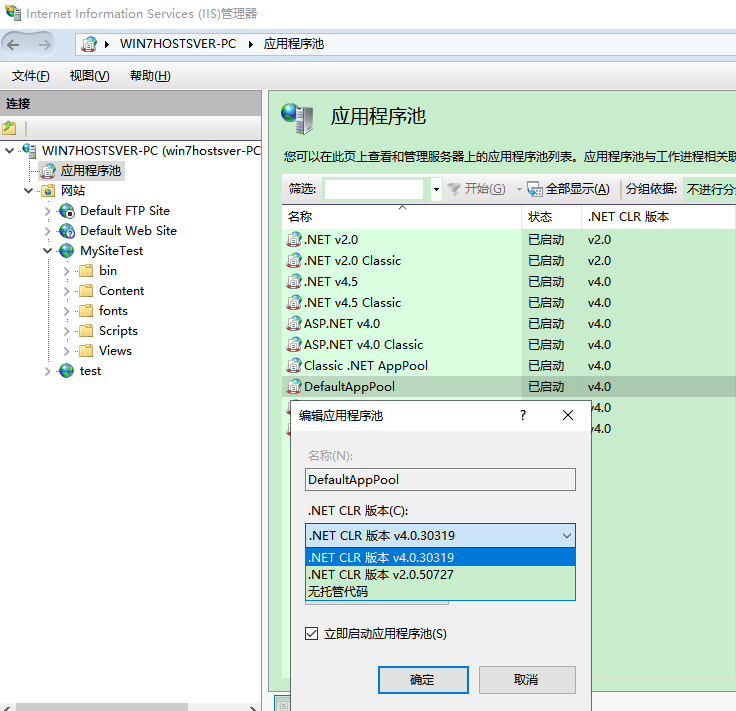 Internet Information Services (IIS)管理器
WIN7HOSTSVER-PC 应用程序池
文件(F) 视图(V) 帮助(H)
连接
WIN7HOSTSVER-PC (win7hostsver-PC
应用程序池
网站
Default FTP Site
Default Web Site
MySiteTest
bin
Content
fonts
Scripts
Views
test
应用程序池
您可以在此页上查看和管理服务器上的应用程序池列表。应用程序池与工作进程相关联
筛选: 开始(G) 全部显示(A) 分组依据: 不进行分
名称 状态 .NET CLR 版本
.NET v2.0 已启动 v2.0
.NET v2.0 Classic 已启动 v2.0
.NET v4.5 已启动 v4.0
.NET v4.5 Classic 已启动 v4.0
ASP.NET v4.0 已启动 v4.0
ASP.NET v4.0 Classic 已启动 v4.0
Classic .NET AppPool 已启动 v4.0
DefaultAppPool 已启动 v4.0
v4.0
v4.0
编辑应用程序池 ?
名称(N):
DefaultAppPool
.NET CLR 版本(C):
.NET CLR 版本 v4.0.30319
.NET CLR 版本 v4.0.30319
.NET CLR 版本 v2.0.50727
无托管代码
立即启动应用程序池(S)
确定 取消